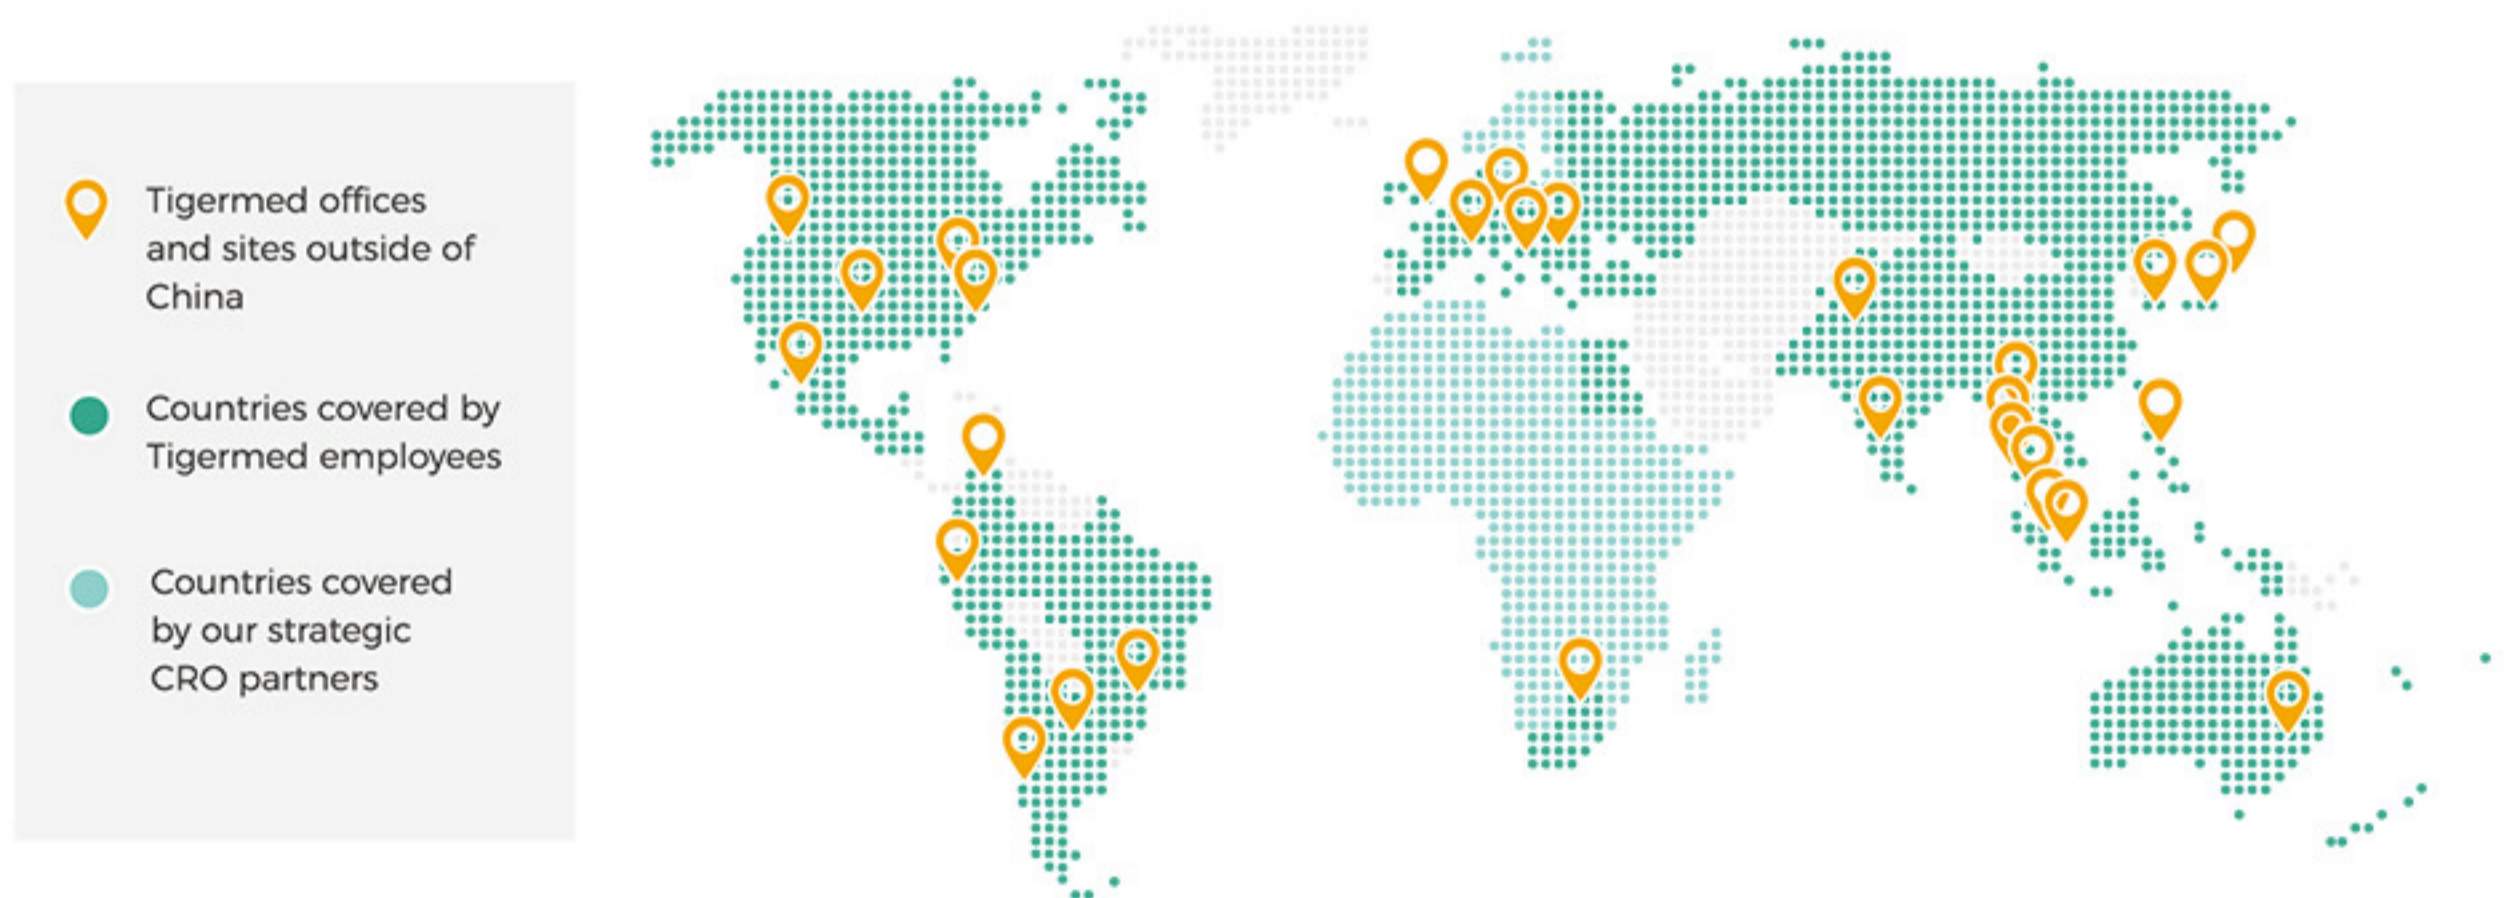 Tigermed offices
and sites outside of
China
Countries covered by
Tigermed employees
Countries covered
by our strategic
CRO partners